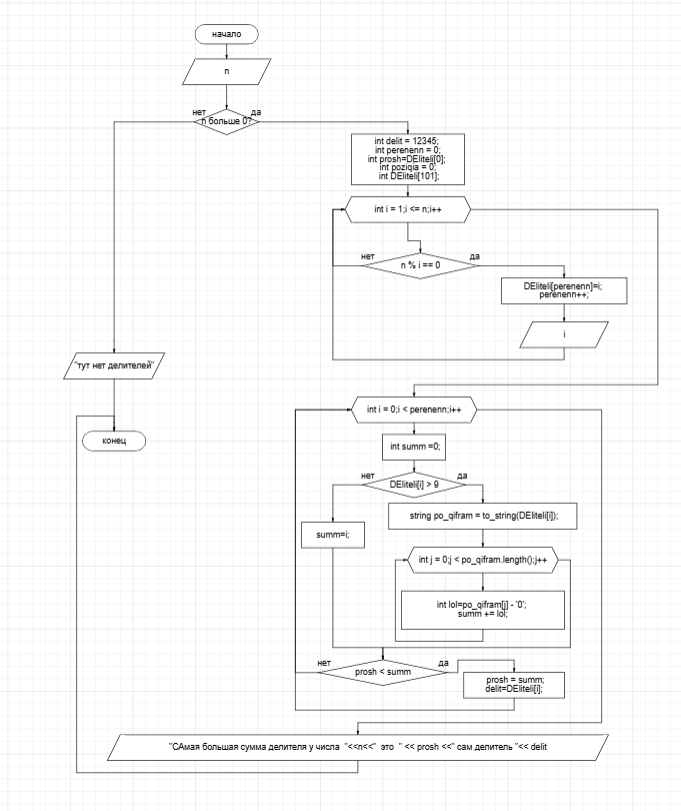 начало
n
нет
да
n больше 0?
int delit = 12345;
int perenenn = 0;
int prosh=DEliteli[0];
int poziqia = 0;
int DEliteli[101];
int i = 1;i <= n;i++
нет
да
n % i == 0
DEliteli[perenenn]=i;
perenenn++;
i
"тут нет делителей"
int i = 0;i < perenenn;i++
конец
int summ =0;
нет
да
DEliteli[i] > 9
string po_qifram = to_string(DEliteli[i]);
summ=i;
int j = 0;j < po_qifram.length();j++
int lol=po_qifram[j] - '0';
summ += lol;
нет
да
prosh < summ
prosh = summ;
delit=DEliteli[i];
"САмая большая сумма делителя у числа "<<n<<" это " << prosh <<" сам делитель "<< delit